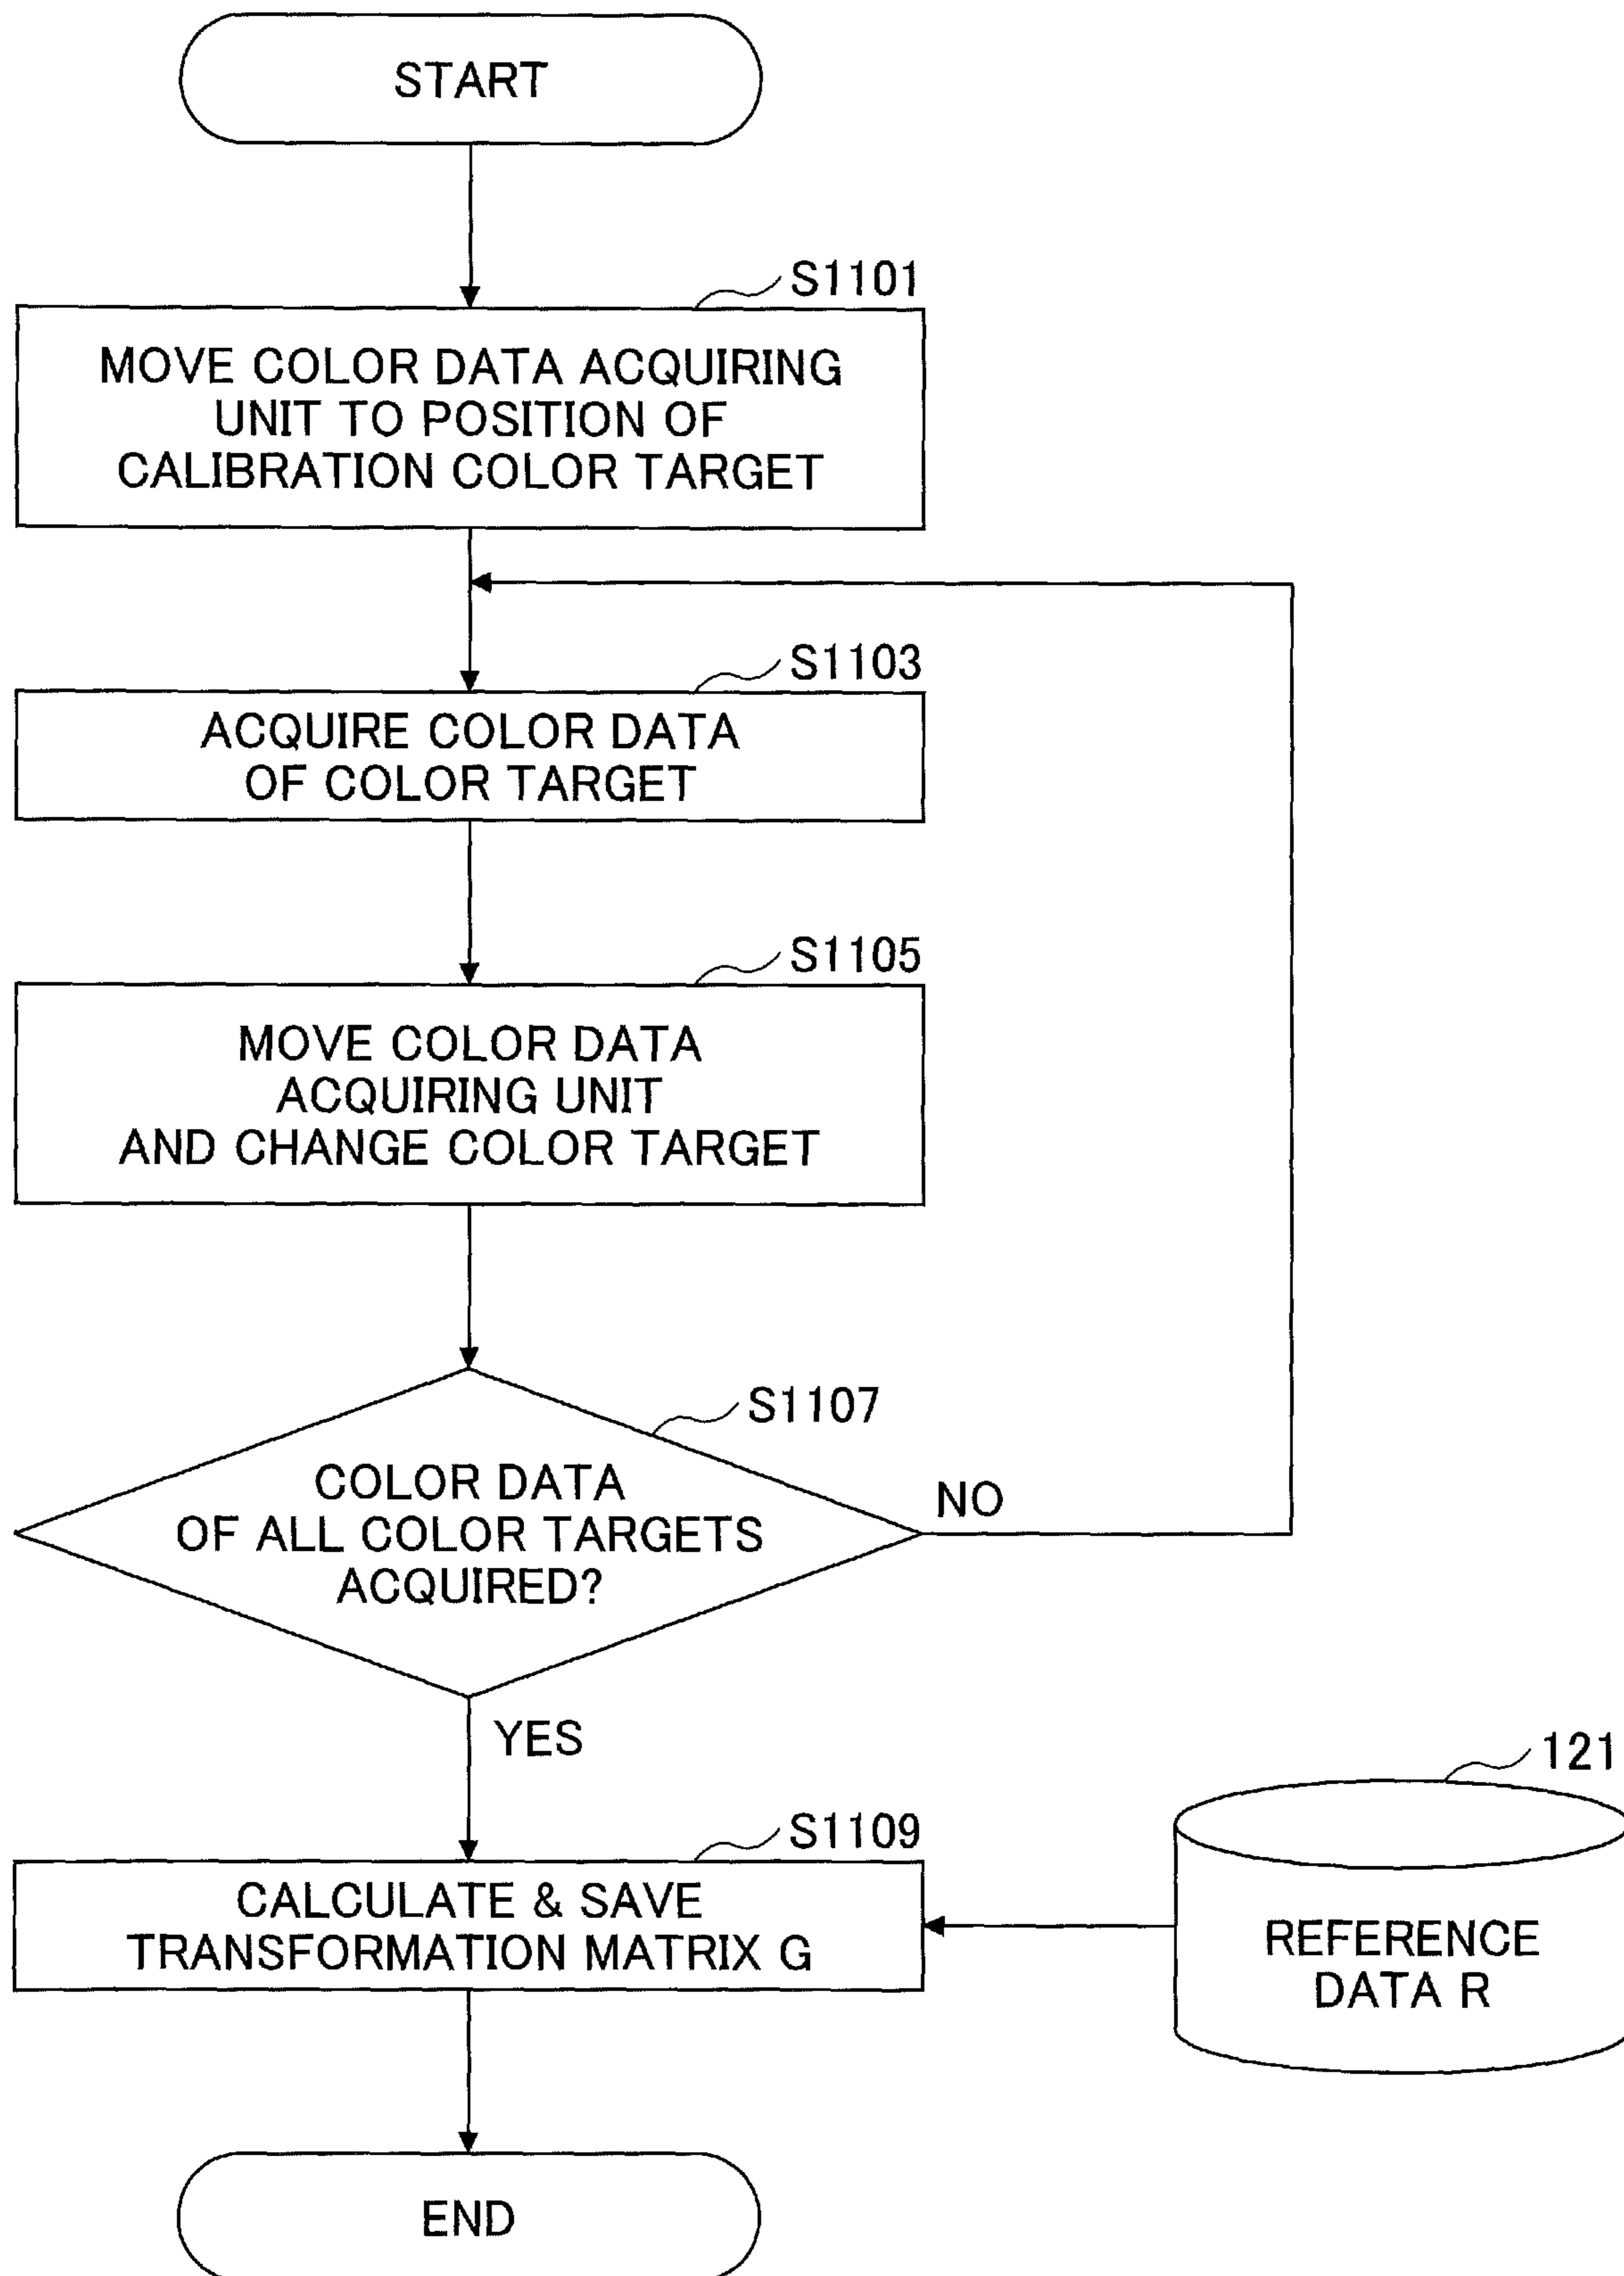 START
S1101
MOVE COLOR DATA ACQUIRING
UNIT TO POSITION OF
CALIBRATION COLOR TARGET
S1103
ACQUIRE COLOR DATA
OF COLOR TARGET
S1105
MOVE COLOR DATA
ACQUIRING UNIT
AND CHANGE COLOR TARGET
S1107
COLOR DATA
OF ALL COLOR TARGETS
ACQUIRED?
NO
YES
S1109
CALCULATE & SAVE
TRANSFORMATION MATRIX G
121
REFERENCE
DATA R
END